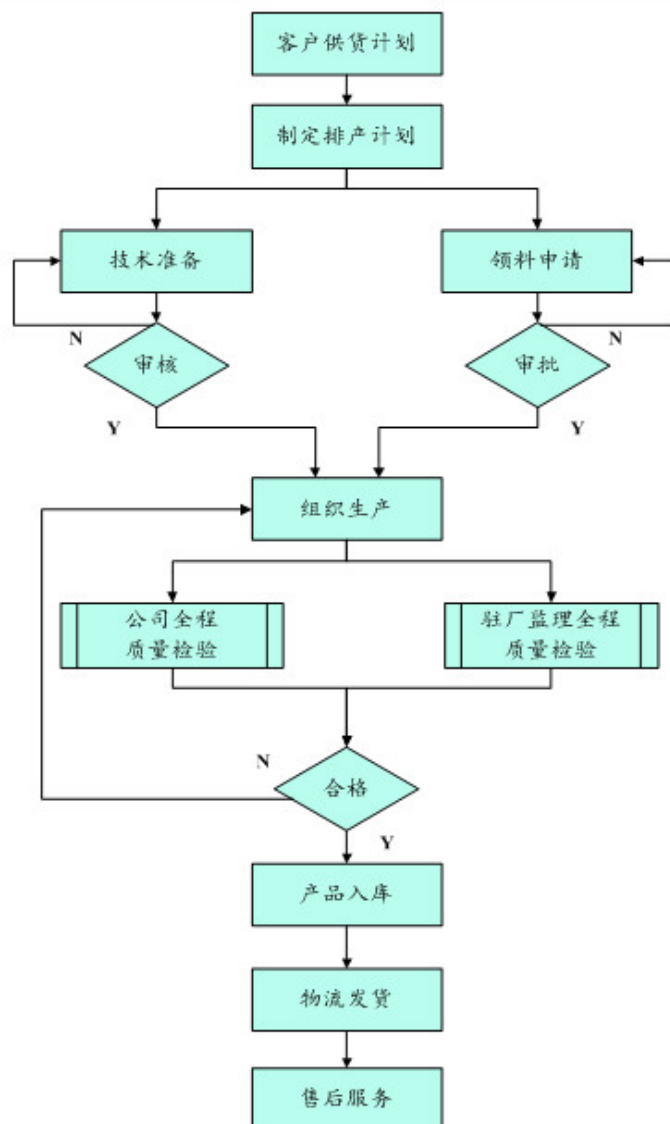 客户供货计划
制定排产计划
技术准备
领料申请
N
N
审核
审批
Y
Y
组织生产
公司全程
质量检验
驻厂监理全程
质量检验
N
合格
Y
产品入库
物流发货
售后服务